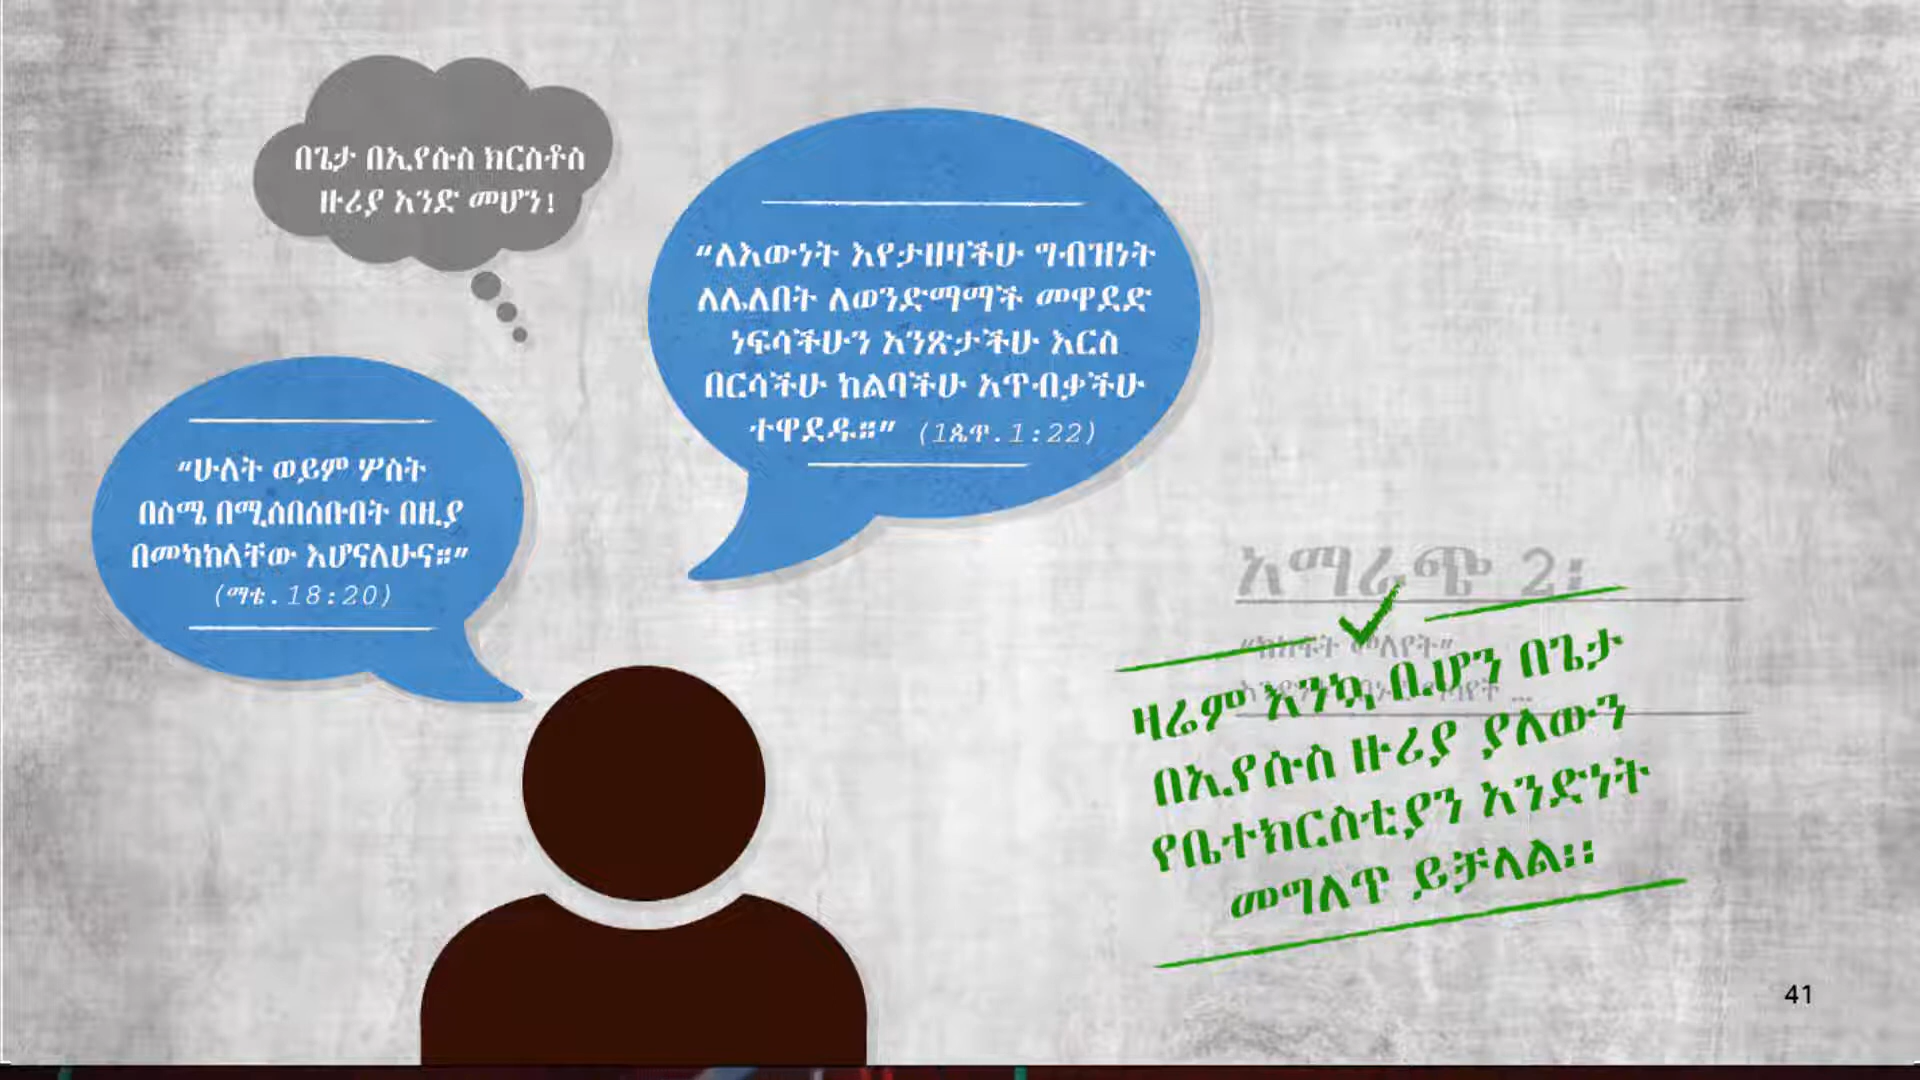 በጌታ በኢየሱስ ክርስቶስ
ዙሪያ አንድ መሆን!
“ለእውነት እየታዘዛችሁ ግብዝነት
ለሌለበት ለወንድማማች መዋደድ
ነፍሳችሁን አንጽታችሁ እርስ
በርሳችሁ ከልባችሁ አጥብቃችሁ
ተዋደዱ።” (1ጴጥ.1:22)
“ሁለት ወይም ሦስት
በስሜ በሚሰበሰቡበት በዚያ
በመካከላቸው እሆናለሁና።”
(ማቴ.18:20)
አማራጭ 2፡
“ከክፍት መለየት”
ዛሬም እንኳ ቢሆን በጌታ
በኢየሱስ ዙሪያ ያለውን
የቤተክርስቲያን አንድነት
መግለጥ ይቻላል፡፡
41